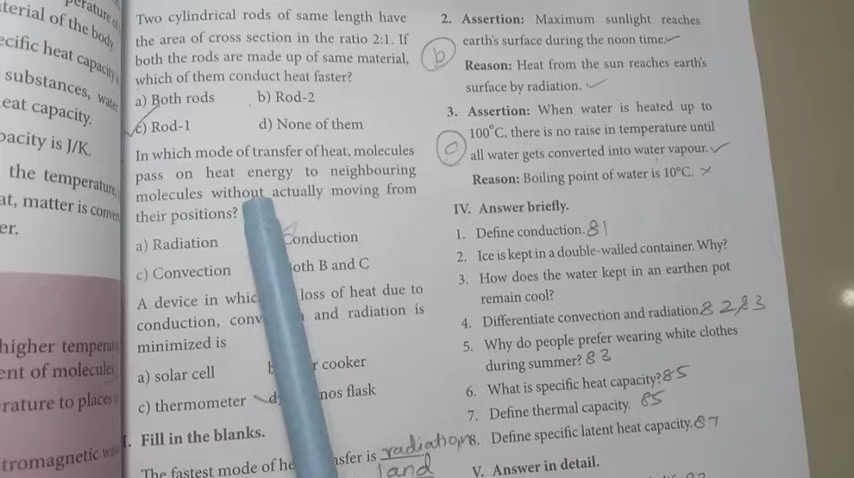 terial of the body
ecific heat capacity
substances,
eat capacity.
pacity is J/K.
the temperature
at, matter is
er.
higher
ent of molecules
rature to places
tromagnetic
Two cylindrical rods of same length have
the area of cross section in the ratio 2:1. If
both the rods are made up of same material,
which of them conduct heat faster?
a) Both rods b) Rod-2
c) Rod-1 d) None of them
In which mode of transfer of heat, molecules
pass on heat energy to neighbouring
molecules without actually moving from
their positions?
a) Radiation Conduction
c) Convection oth B and C
A device in whic loss of heat due to
conduction, conv and radiation is
minimized is
a) solar cell cooker
c) thermometer d nos flask
I. Fill in the blanks.
The fastest mode of he nsfer is radiation
land
2. Assertion: Maximum sunlight reaches
earth's surface during the noon time.
b
Reason: Heat from the sun reaches earth's
surface by radiation.
3. Assertion: When water is heated up to
100°C, there is no raise in temperature until
all water gets converted into water vapour.
Reason: Boiling point of water is 10°C. ×
IV. Answer briefly.
1. Define conduction. 81
2. Ice is kept in a double-walled container. Why?
3. How does the water kept in an earthen pot
remain cool?
4. Differentiate convection and radiation 82,83
5. Why do people prefer wearing white clothes
during summer? 83
6. What is specific heat capacity? 85
7. Define thermal capacity. 85
8. Define specific latent heat capacity. 87
V. Answer in detail.